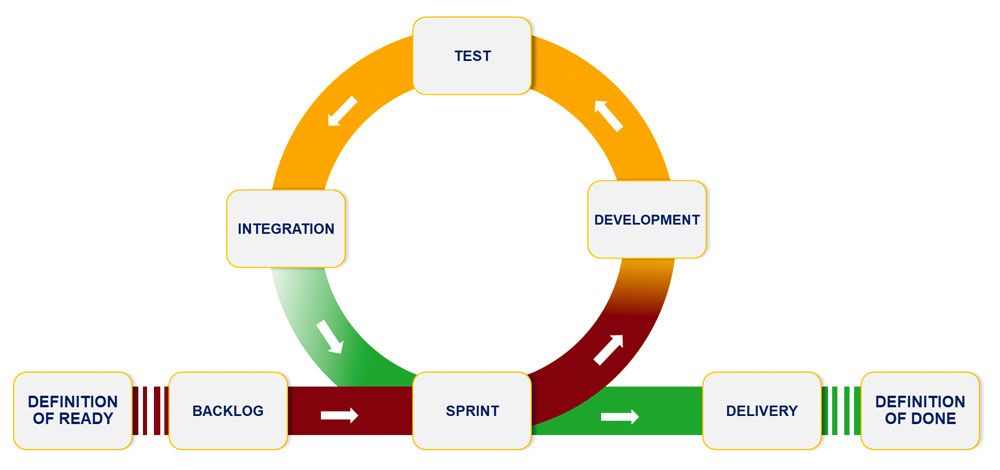 TEST
INTEGRATION
DEVELOPMENT
DEFINITION
OF READY
BACKLOG
SPRINT
DELIVERY
DEFINITION
OF DONE